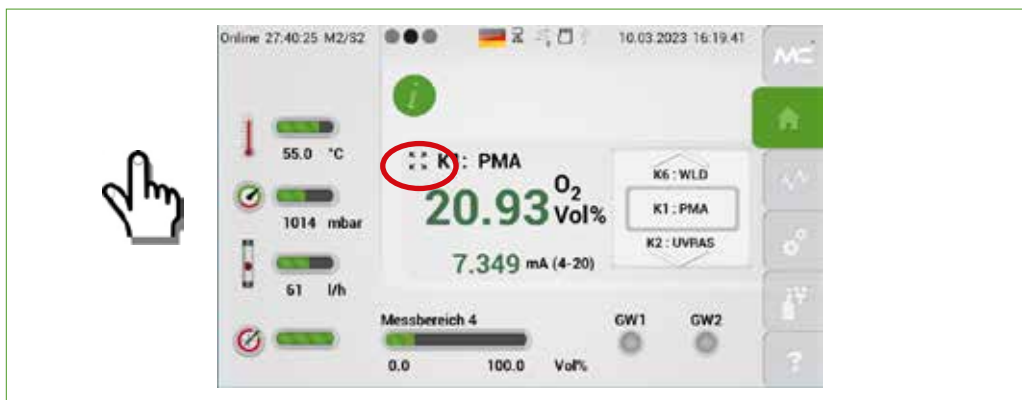 Online 27:40:25 M2/S2
10.03.2023 16:19.41
MC
i
55.0 °C
1014 mbar
61 l/h
K1: PMA
20.93 O2 Vol%
7.349 mA (4-20)
K6 : WLD
K1 : PMA
K2 : UVRAS
Messbereich 4
0.0 100.0 Vol%
GW1 GW2
?